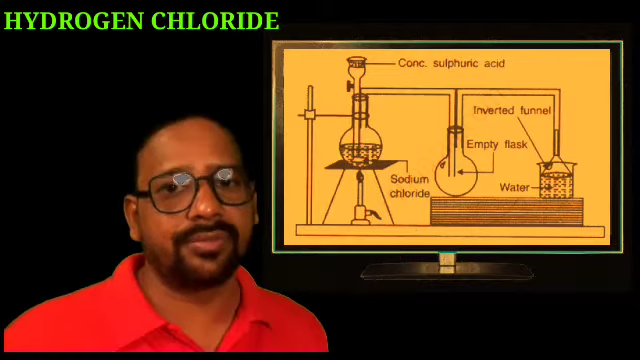 HYDROGEN CHLORIDE
Conc. sulphuric acid
Inverted funnel
Empty flask
Sodium
chloride
Water